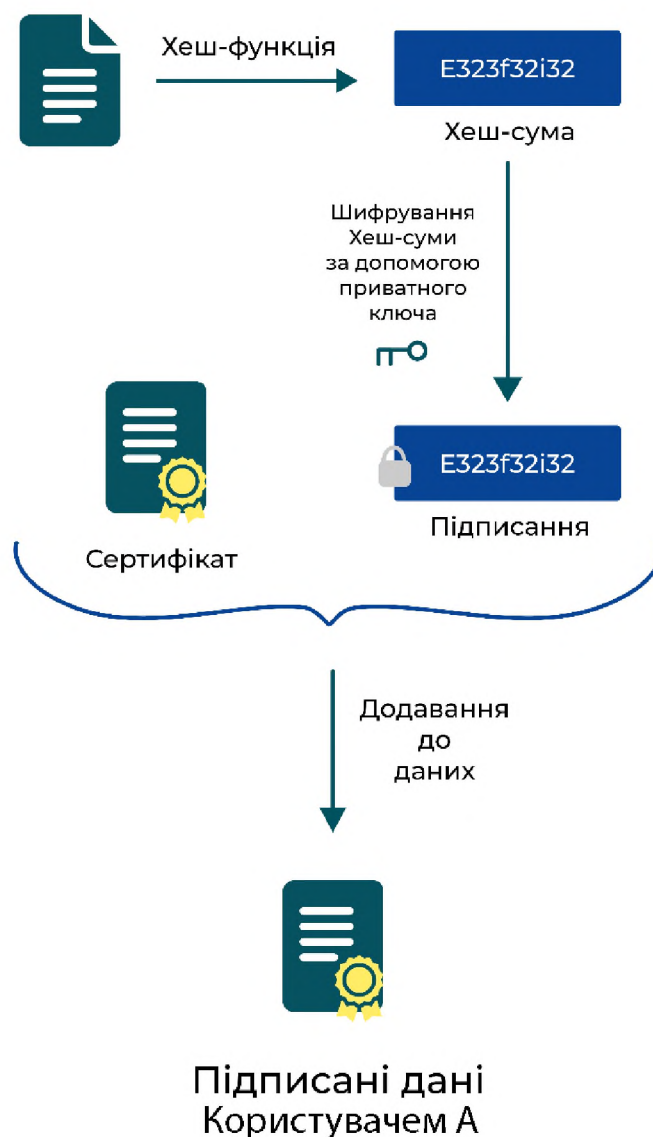 Хеш-функція
E323f32i32
Хеш-сума
Шифрування
Хеш-суми
за допомогою
приватного
ключа
E323f32i32
Підписання
Сертифікат
Додавання
до
даних
Підписані дані
Користувачем А